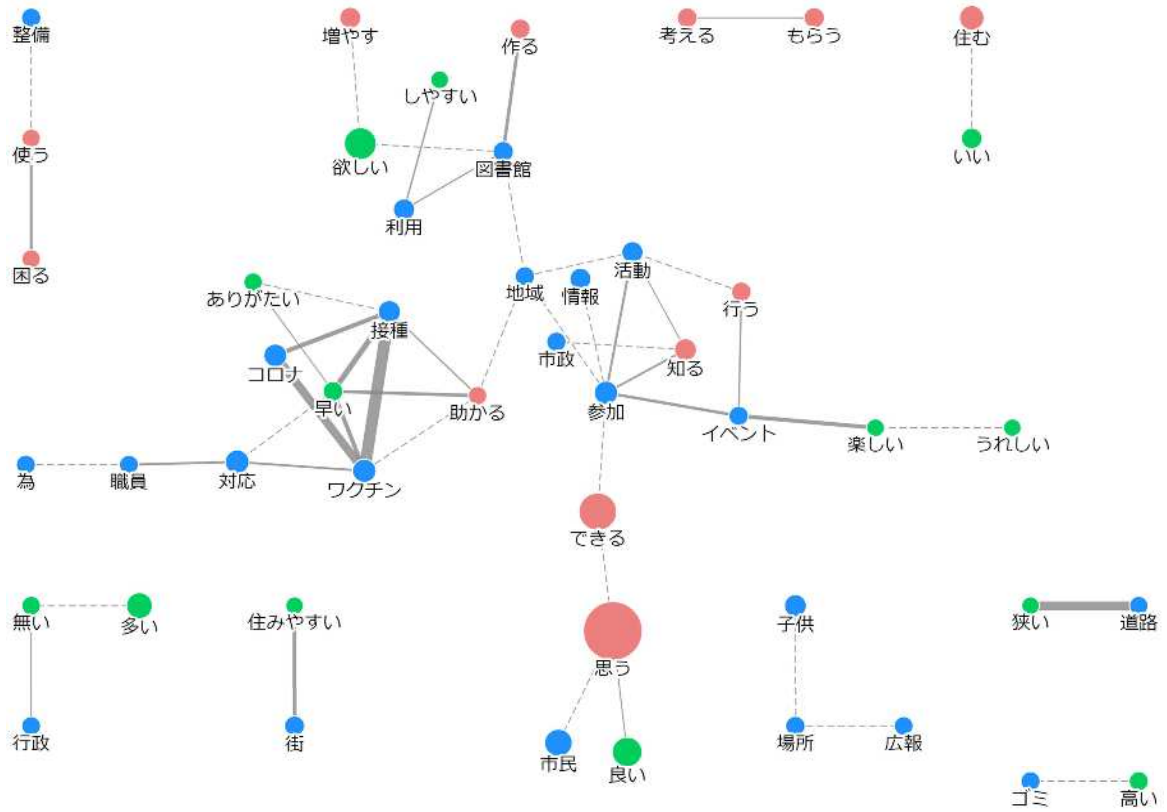 整備
増やす
作る
考える
もらう
住む
しやすい
使う
欲しい
図書館
いい
利用
困る
ありがたい
接種
地域
情報
活動
行う
コロナ
市政
知る
早い
助かる
参加
イベント
楽しい
うれしい
為
職員
対応
ワクチン
できる
無い
多い
住みやすい
思う
子供
狭い
道路
行政
街
市民
良い
場所
広報
ゴミ
高い